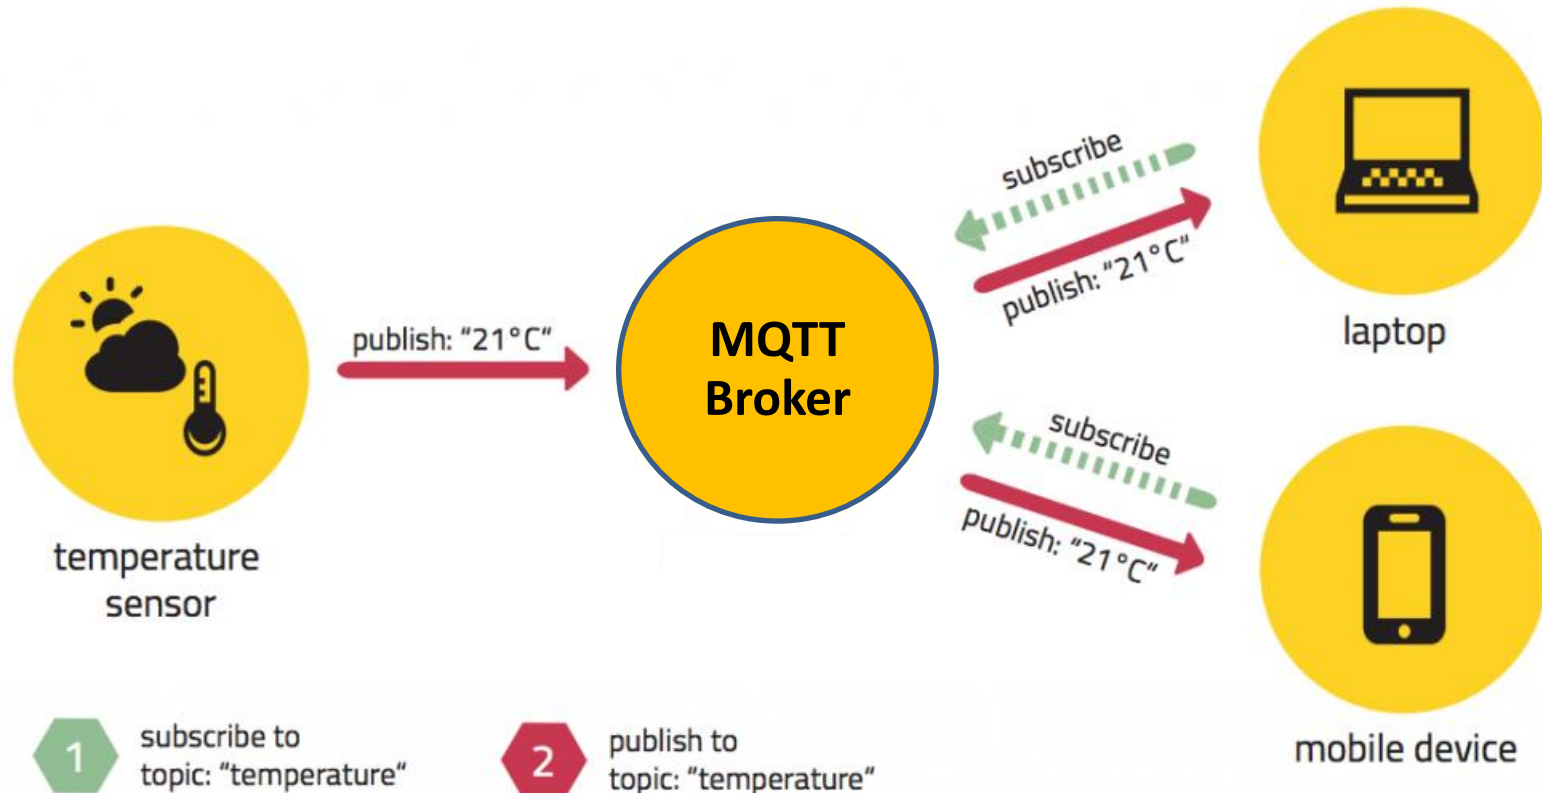 subscribe
publish: "21°C"
laptop
publish: "21°C"
MQTT
Broker
subscribe
publish: "21°C"
temperature
sensor
mobile device
1
subscribe to
topic: "temperature"
2
publish to
topic: "temperature"